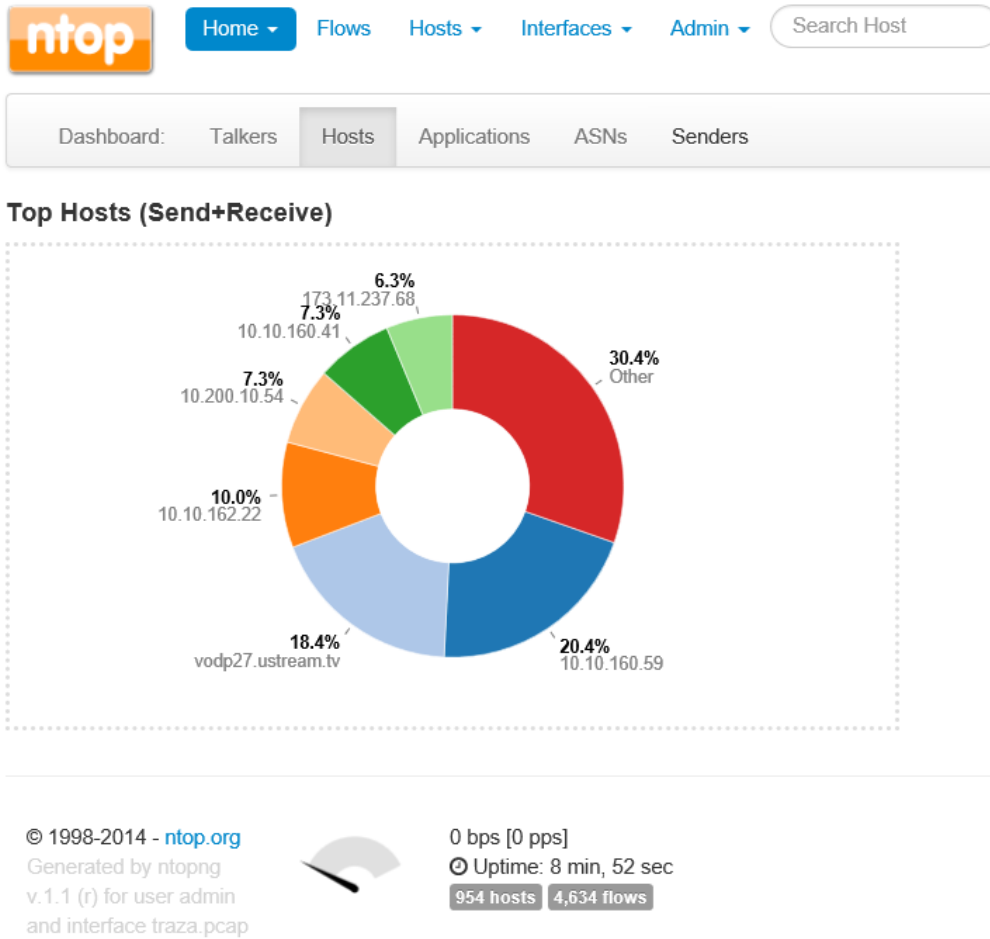 ntop Home Flows Hosts Interfaces Admin Search Host
Dashboard: Talkers Hosts Applications ASNs Senders
Top Hosts (Send+Receive)
6.3%
173.11.237.68
7.3%
10.10.160.41
7.3%
10.200.10.54
10.0%
10.10.162.22
18.4%
vodp27.ustream.tv
20.4%
10.10.160.59
30.4%
Other
© 1998-2014 - ntop.org
Generated by ntopng
v.1.1 (r) for user admin
and interface traza.pcap
0 bps [0 pps]
Uptime: 8 min, 52 sec
954 hosts 4,634 flows